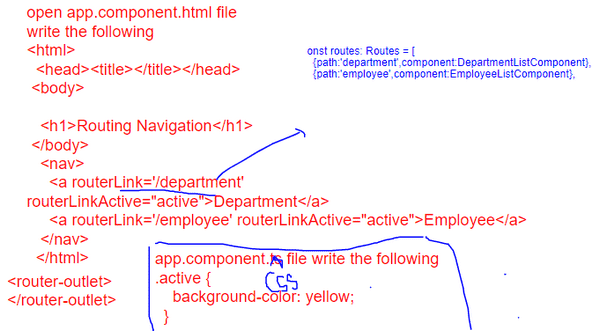 open app.component.html file
write the following
<html>
<head><title></title></head>
<body>
<h1>Routing Navigation</h1>
</body>
<nav>
<a routerLink='/department'
routerLinkActive="active">Department</a>
<a routerLink='/employee' routerLinkActive="active">Employee</a>
</nav>
</html>
<router-outlet>
</router-outlet>
onst routes: Routes = [
{path:'department',component:DepartmentListComponent},
{path:'employee',component:EmployeeListComponent},
app.component.ts file write the following
css
.active {
background-color: yellow;
}